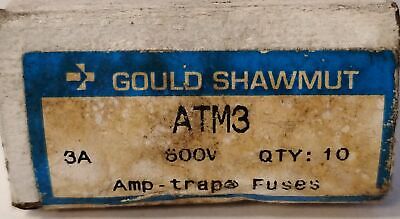 GOULD SHAWMUT
ATM3
3A 600V QTY: 10
Amp-trap® Fuses